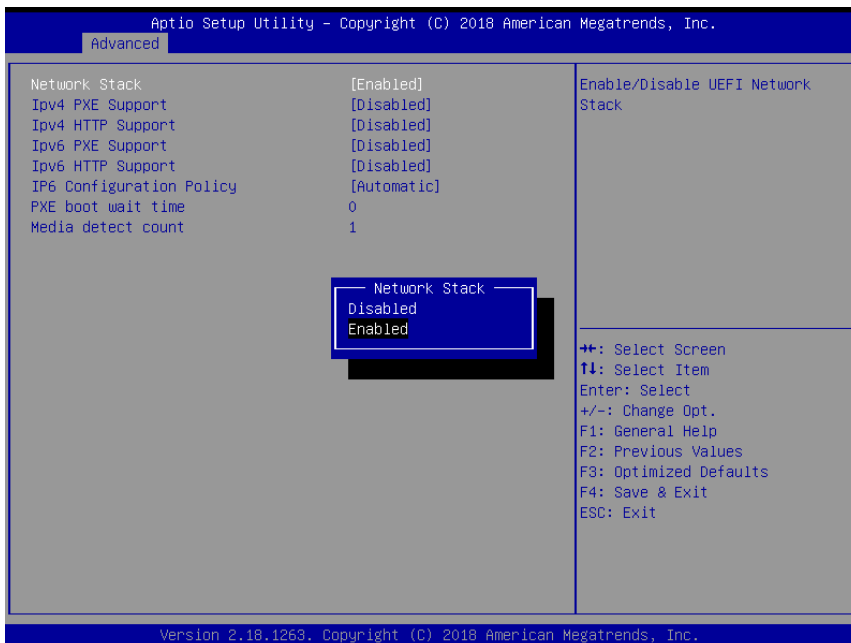 Aptio Setup Utility – Copyright (C) 2018 American Megatrends, Inc.
Advanced
Network Stack [Enabled]
Ipv4 PXE Support [Disabled]
Ipv4 HTTP Support [Disabled]
Ipv6 PXE Support [Disabled]
Ipv6 HTTP Support [Disabled]
IP6 Configuration Policy [Automatic]
PXE boot wait time 0
Media detect count 1
Network Stack
Disabled
Enabled
Enable/Disable UEFI Network
Stack
→←: Select Screen
↑↓: Select Item
Enter: Select
+/-: Change Opt.
F1: General Help
F2: Previous Values
F3: Optimized Defaults
F4: Save & Exit
ESC: Exit
Version 2.18.1263. Copyright (C) 2018 American Megatrends, Inc.